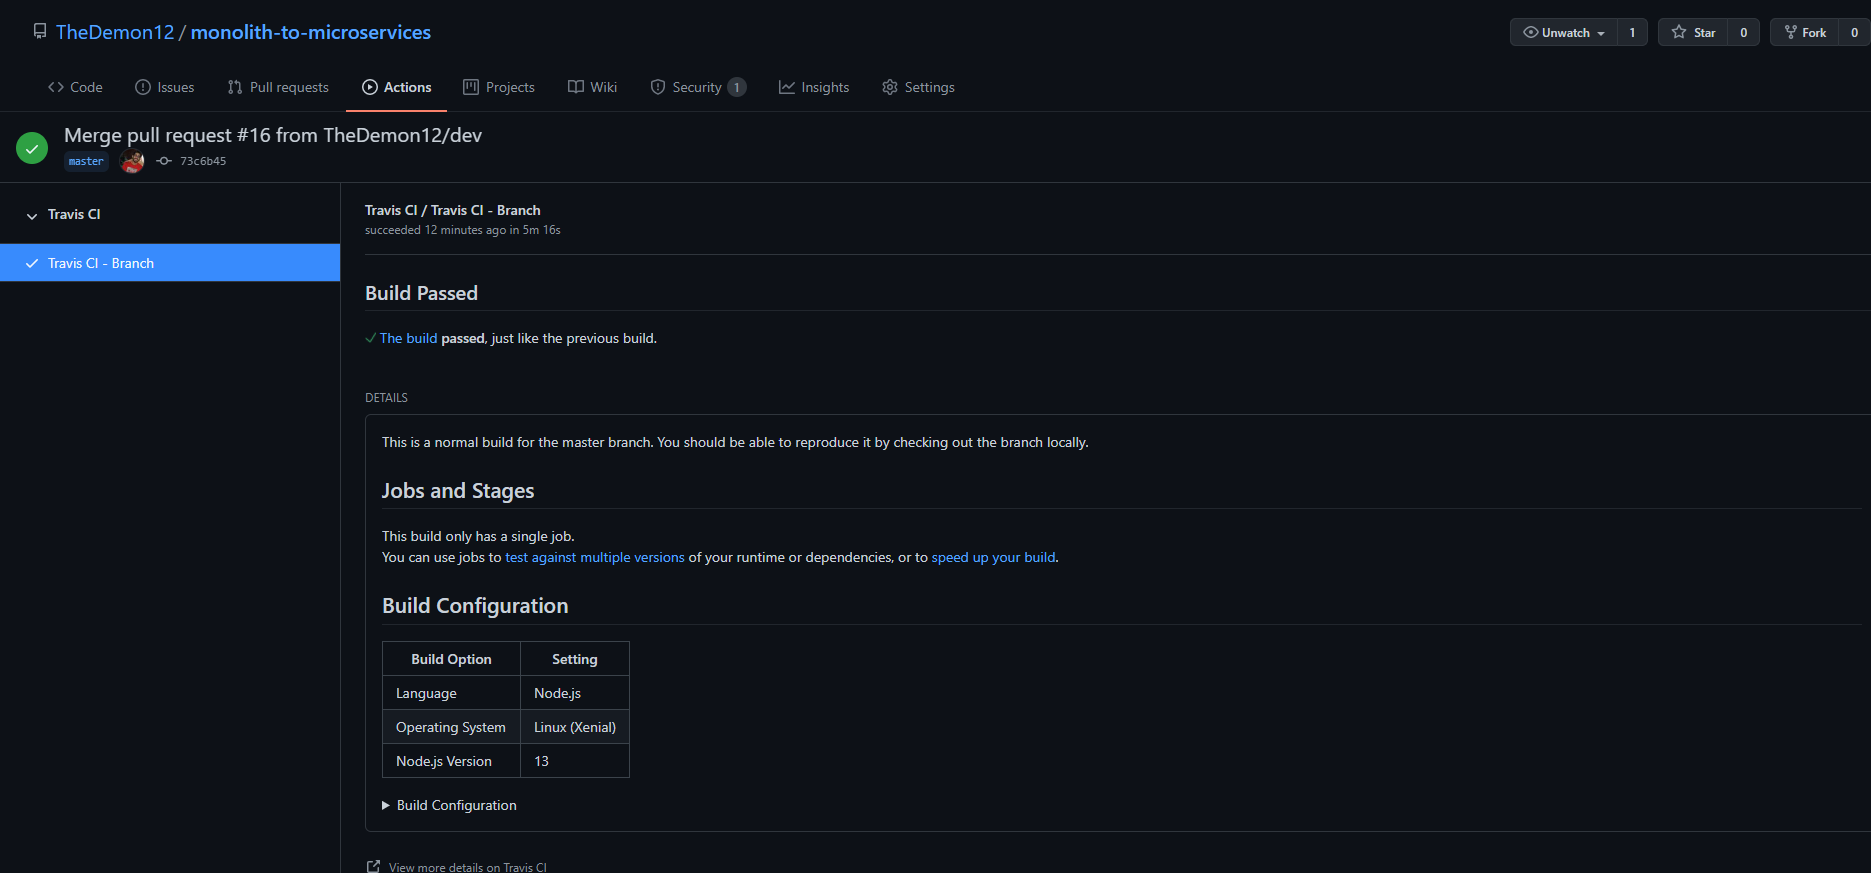 TheDemon12 / monolith-to-microservices
Unwatch 1 Star 0 Fork 0
Code Issues Pull requests Actions Projects Wiki Security 1 Insights Settings
Merge pull request #16 from TheDemon12/dev
master 73c6b45
Travis CI
Travis CI - Branch
Travis CI / Travis CI - Branch
succeeded 12 minutes ago in 5m 16s
Build Passed
The build passed, just like the previous build.
DETAILS
This is a normal build for the master branch. You should be able to reproduce it by checking out the branch locally.
Jobs and Stages
This build only has a single job.
You can use jobs to test against multiple versions of your runtime or dependencies, or to speed up your build.
Build Configuration
Build Option Setting
Language Node.js
Operating System Linux (Xenial)
Node.js Version 13
Build Configuration
View more details on Travis CI